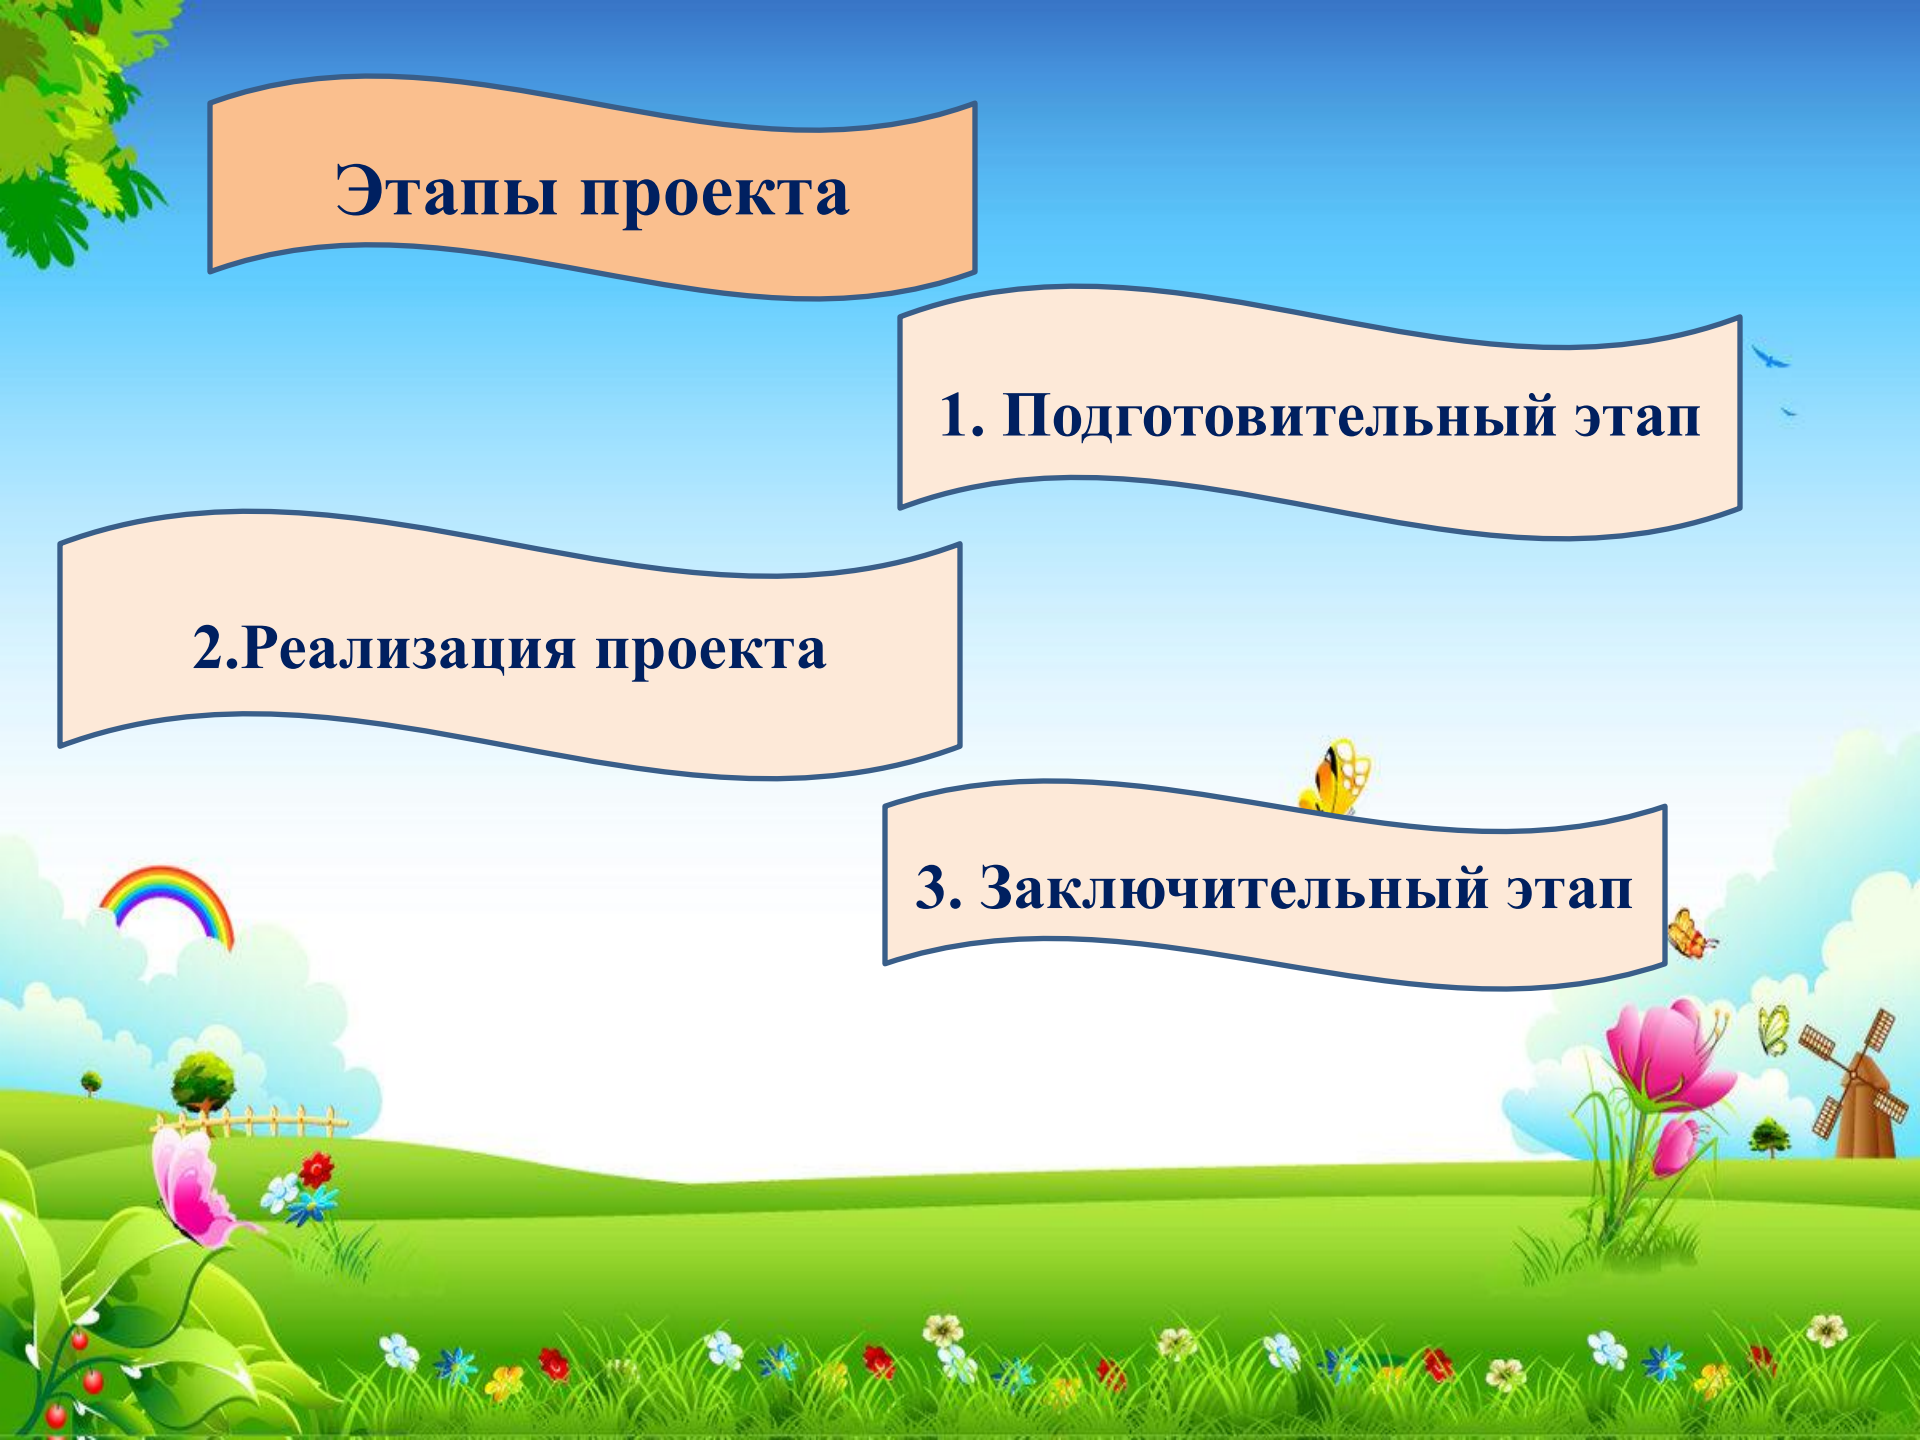 Этапы проекта
1. Подготовительный этап
2.Реализация проекта
3. Заключительный этап